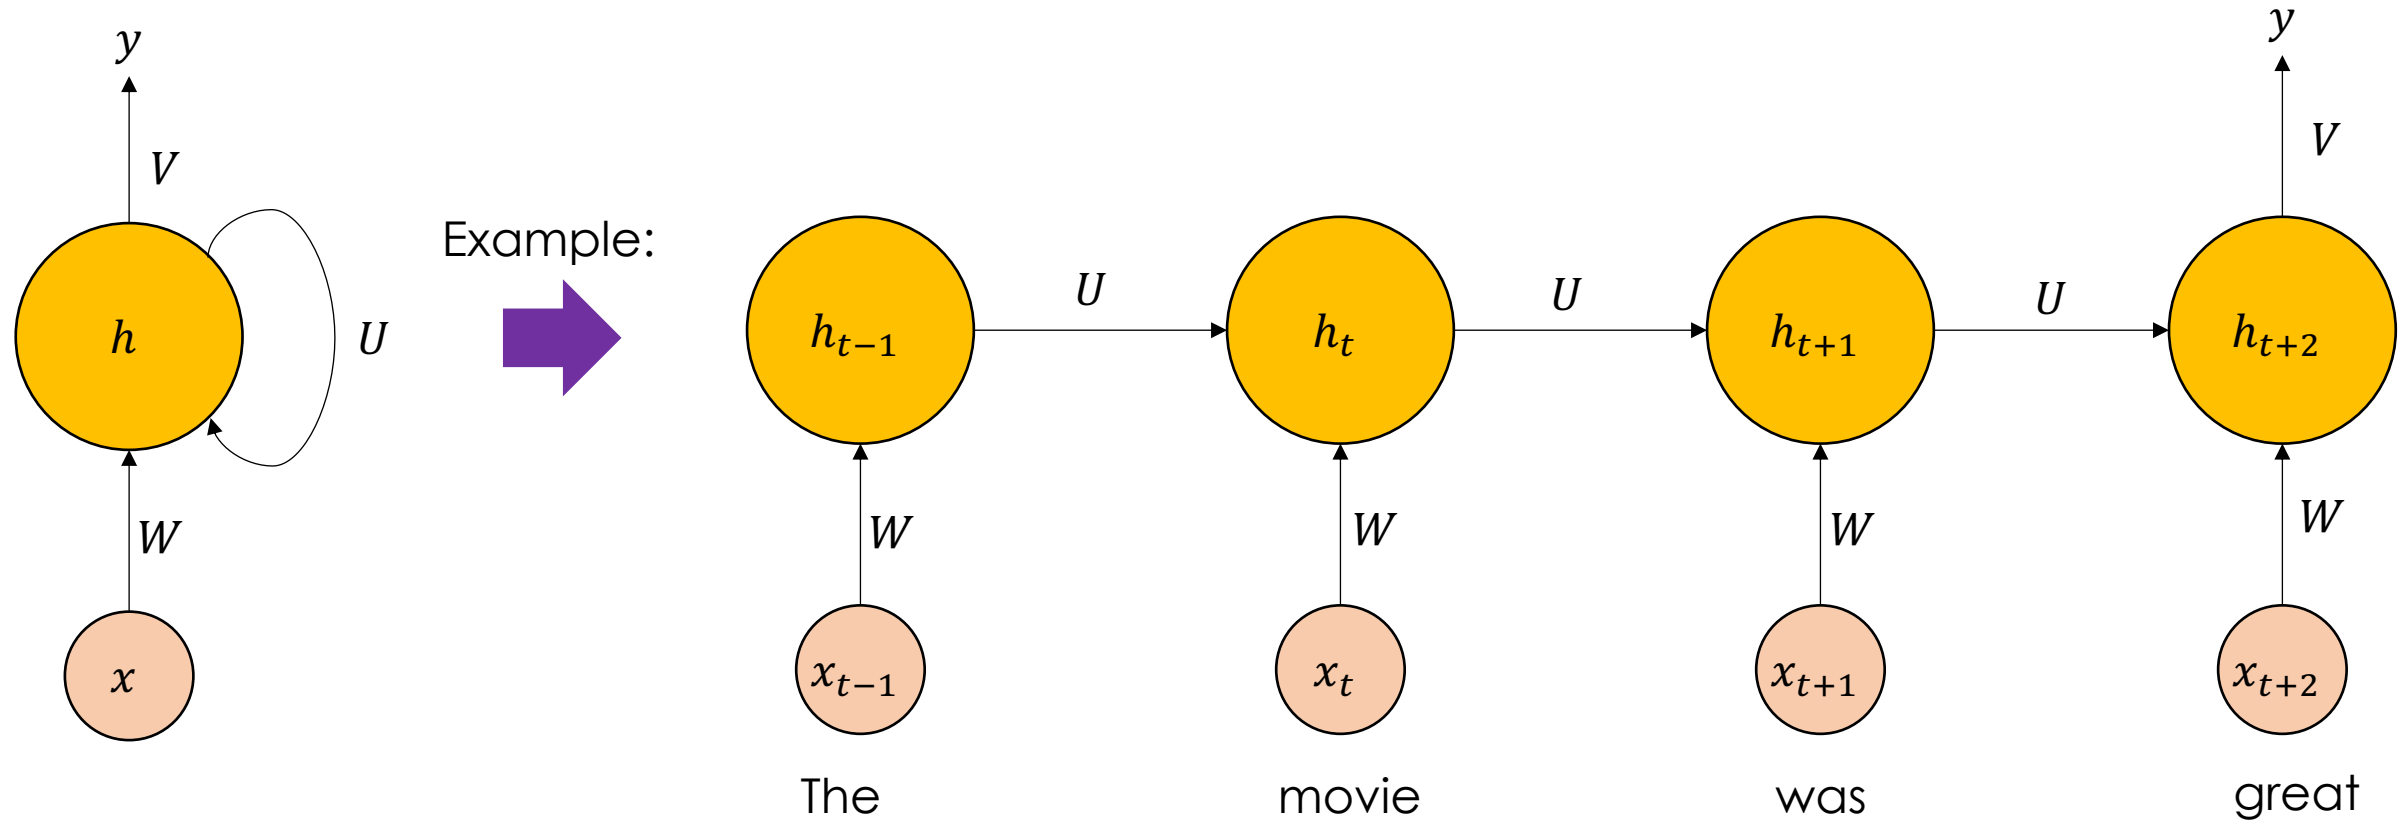 y
V
h
U
W
x
Example:
y
V
h_{t-1}
U
h_t
U
h_{t+1}
U
h_{t+2}
W
W
W
W
x_{t-1}
x_t
x_{t+1}
x_{t+2}
The
movie
was
great